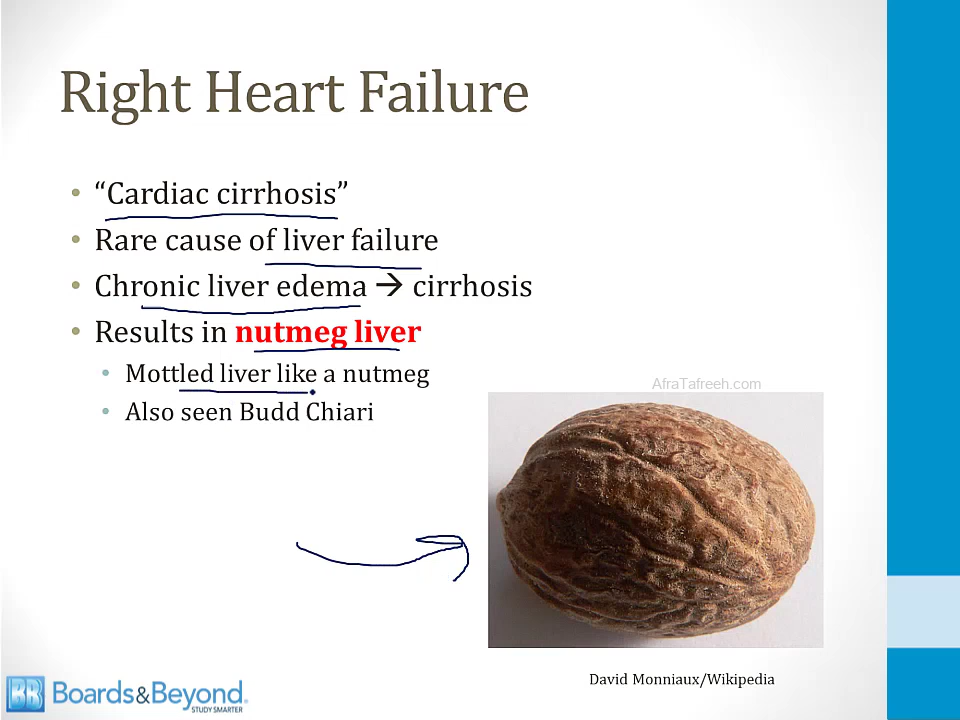 Right Heart Failure
• “Cardiac cirrhosis”
• Rare cause of liver failure
• Chronic liver edema → cirrhosis
• Results in nutmeg liver
• Mottled liver like a nutmeg
• Also seen Budd Chiari
AfraTafreeh.com
David Monniaux/Wikipedia
BB Boards&Beyond.
STUDY SMARTER